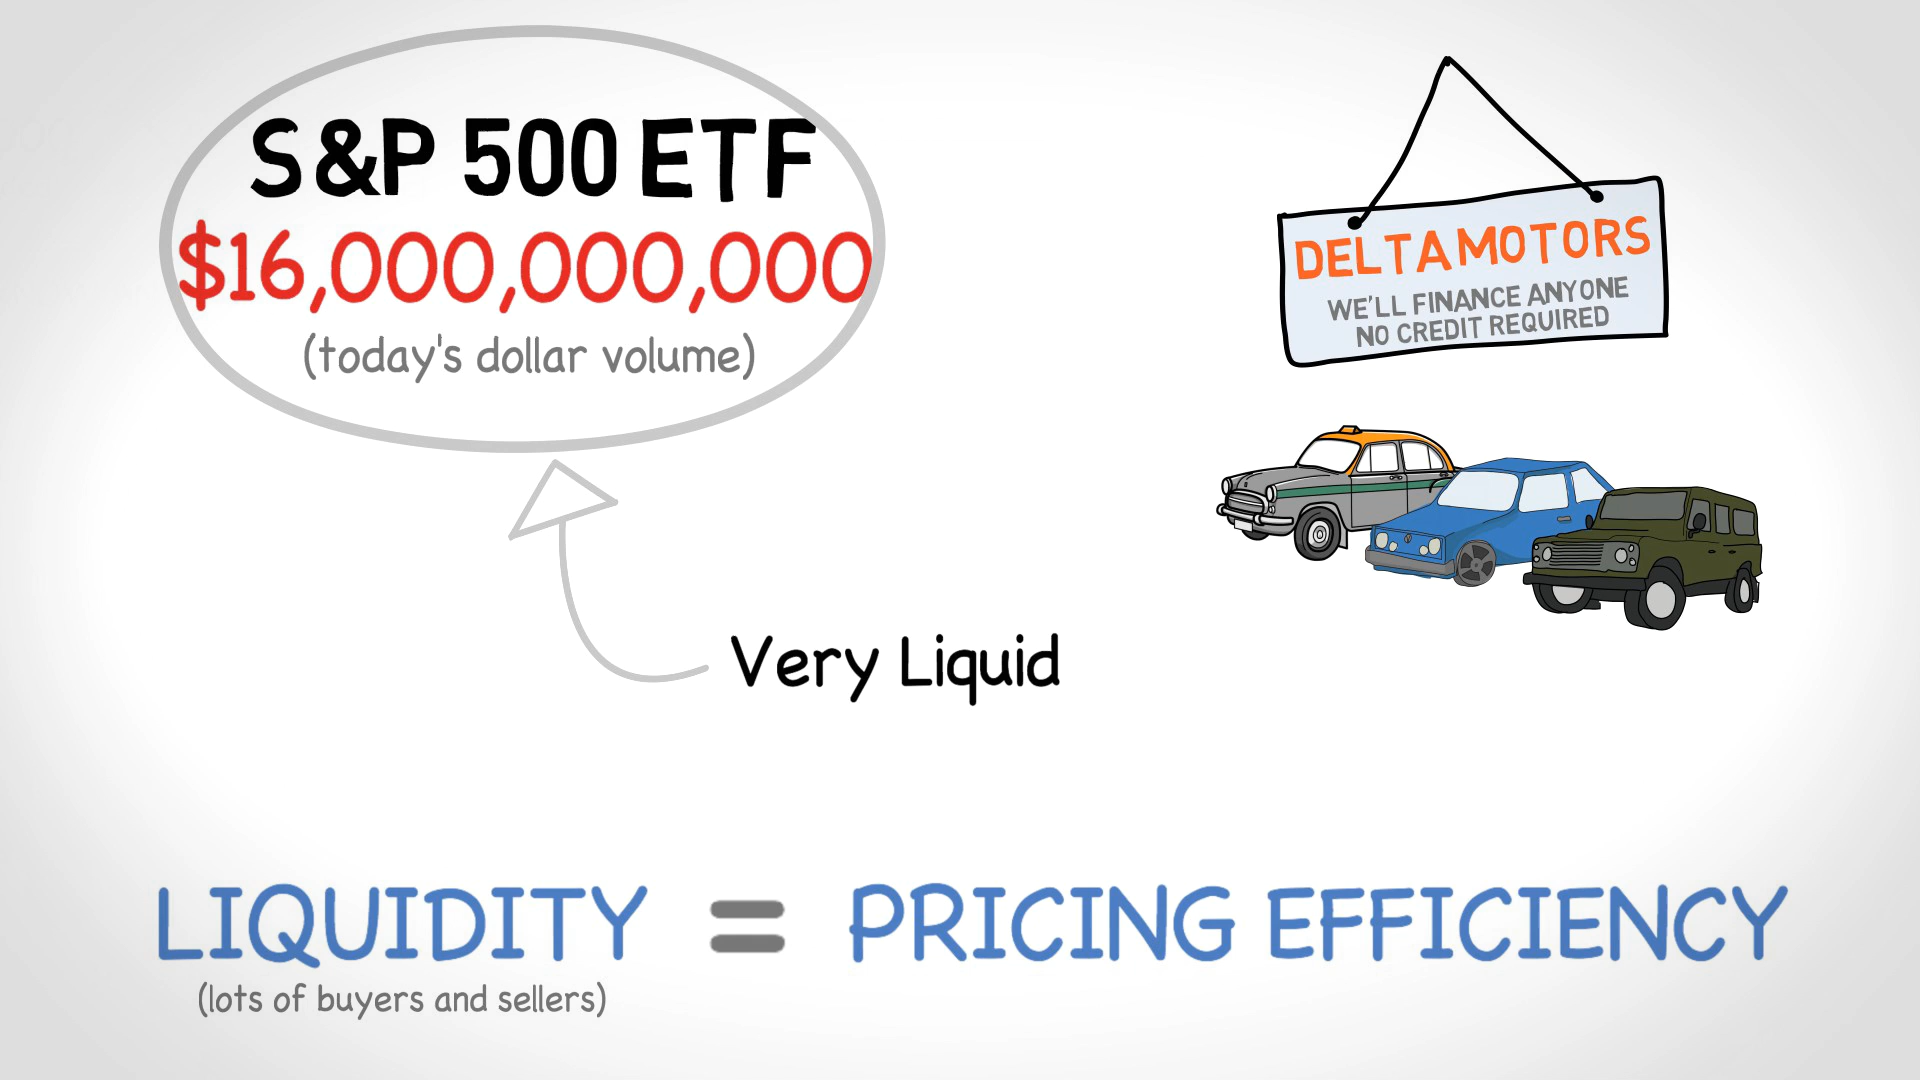 S&P 500 ETF
$16,000,000,000
(today's dollar volume)
DELTA MOTORS
WE'LL FINANCE ANYONE
NO CREDIT REQUIRED
Very Liquid
LIQUIDITY = PRICING EFFICIENCY
(lots of buyers and sellers)